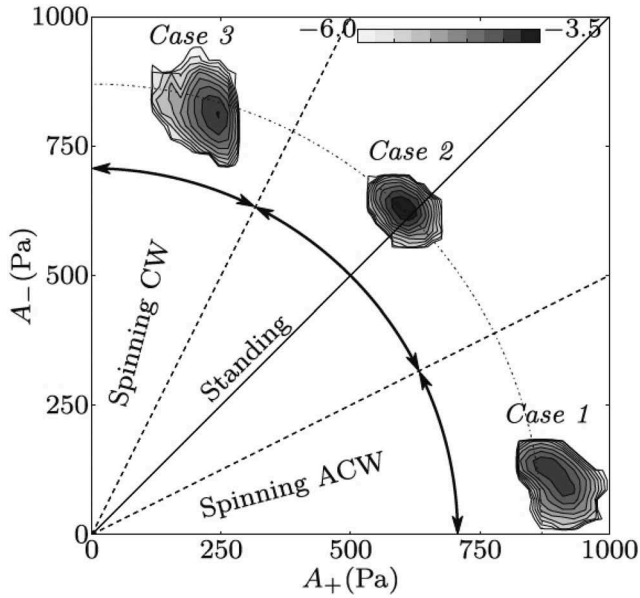 1000
Case 3
−6.0
−3.5
750
Case 2
A−(Pa)
500
Spinning CW
Standing
250
Case 1
Spinning ACW
0
0
250
500
750
1000
A+(Pa)